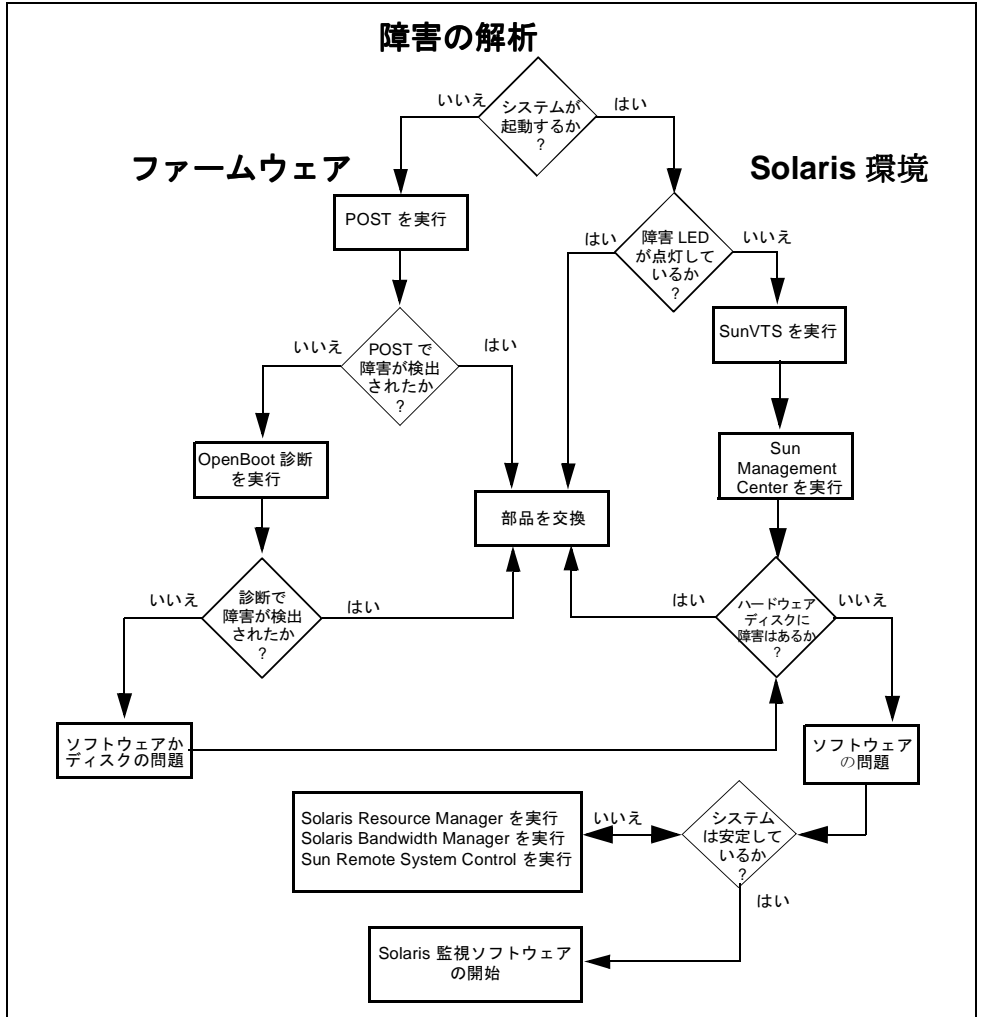 障害の解析
いいえ
システムが
起動するか
?
はい
ファームウェア
Solaris 環境
POST を実行
はい
障害 LED
が点灯して
いるか
?
いいえ
SunVTS を実行
いいえ
POST で
障害が検出
されたか
?
はい
OpenBoot 診断
を実行
Sun
Management
Center を実行
部品を交換
いいえ
診断で
障害が検出
されたか
?
はい
はい
ハードウェア
ディスクに
障害はあるか
?
いいえ
ソフトウェアか
ディスクの問題
ソフトウェア
の問題
Solaris Resource Manager を実行
Solaris Bandwidth Manager を実行
Sun Remote System Control を実行
いいえ
システム
は安定して
いるか
?
はい
Solaris 監視ソフトウェア
の開始